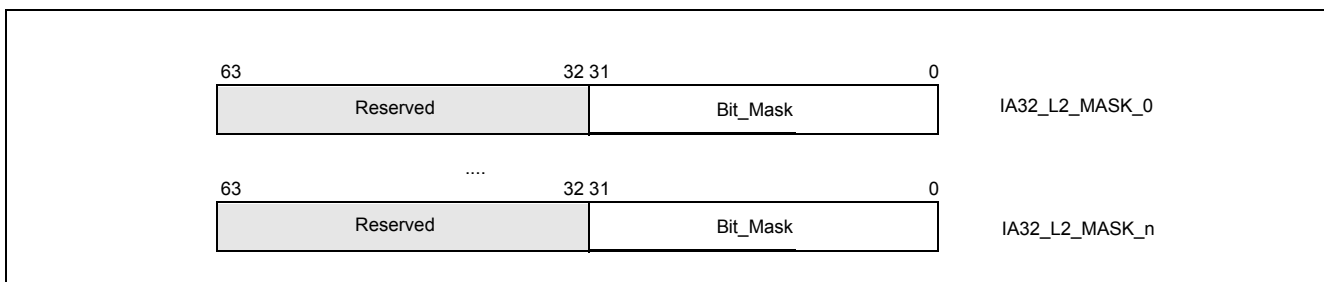 63 32 31 0
Reserved Bit_Mask IA32_L2_MASK_0
....
63 32 31 0
Reserved Bit_Mask IA32_L2_MASK_n